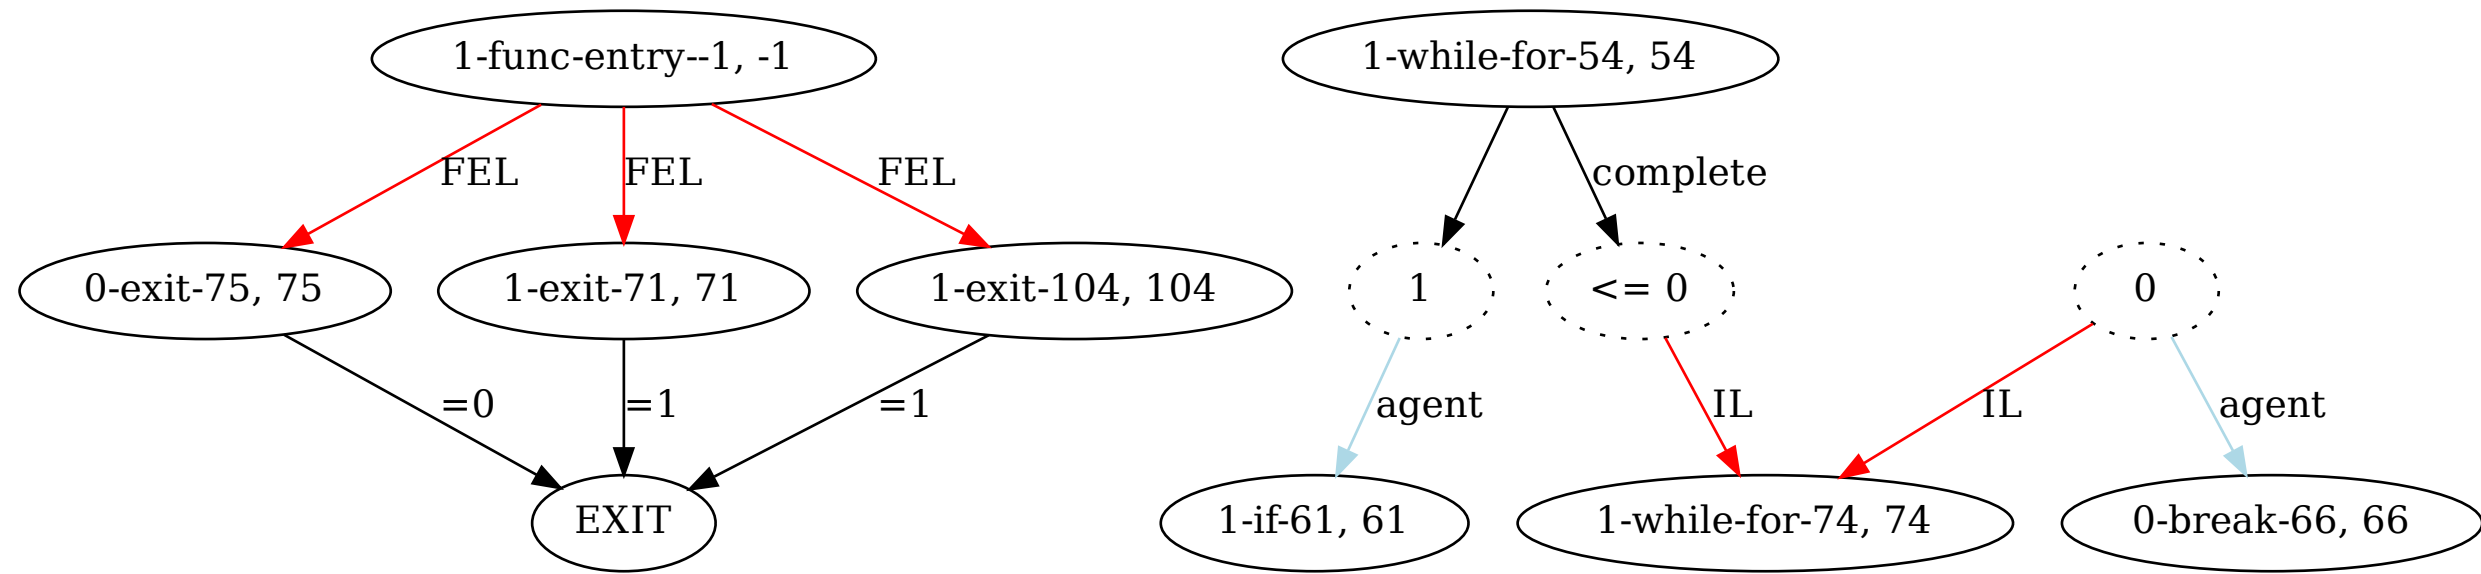 1-func-entry--1, -1
1-while-for-54, 54
FEL
FEL
FEL
complete
0-exit-75, 75
1-exit-71, 71
1-exit-104, 104
1
<= 0
0
=0
=1
=1
agent
IL
IL
agent
EXIT
1-if-61, 61
1-while-for-74, 74
0-break-66, 66